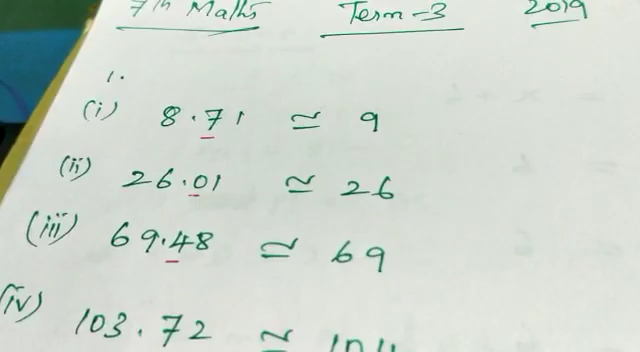 7th Maths Term-3 2019
1.
(i) 8.71 ≃ 9
(ii) 26.01 ≃ 26
(iii) 69.48 ≃ 69
(iv) 103.72 ≃ 104